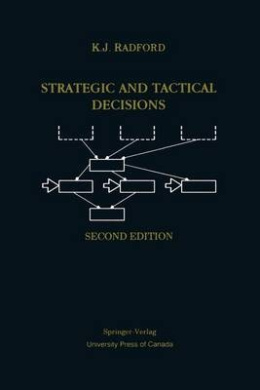 K.J. RADFORD
STRATEGIC AND TACTICAL
DECISIONS
SECOND EDITION
Springer-Verlag
University Press of Canada